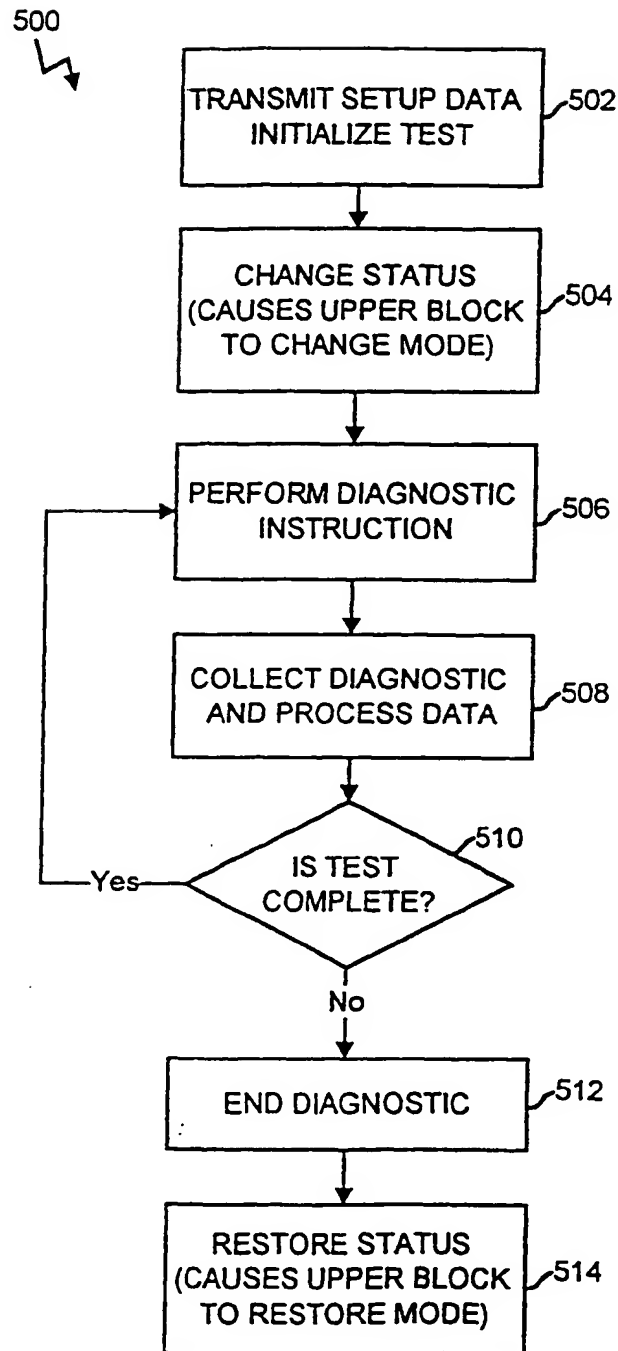 500
TRANSMIT SETUP DATA
INITIALIZE TEST
502
CHANGE STATUS
(CAUSES UPPER BLOCK
TO CHANGE MODE)
504
PERFORM DIAGNOSTIC
INSTRUCTION
506
COLLECT DIAGNOSTIC
AND PROCESS DATA
508
510
IS TEST
COMPLETE?
Yes
No
END DIAGNOSTIC
512
RESTORE STATUS
(CAUSES UPPER BLOCK
TO RESTORE MODE)
514